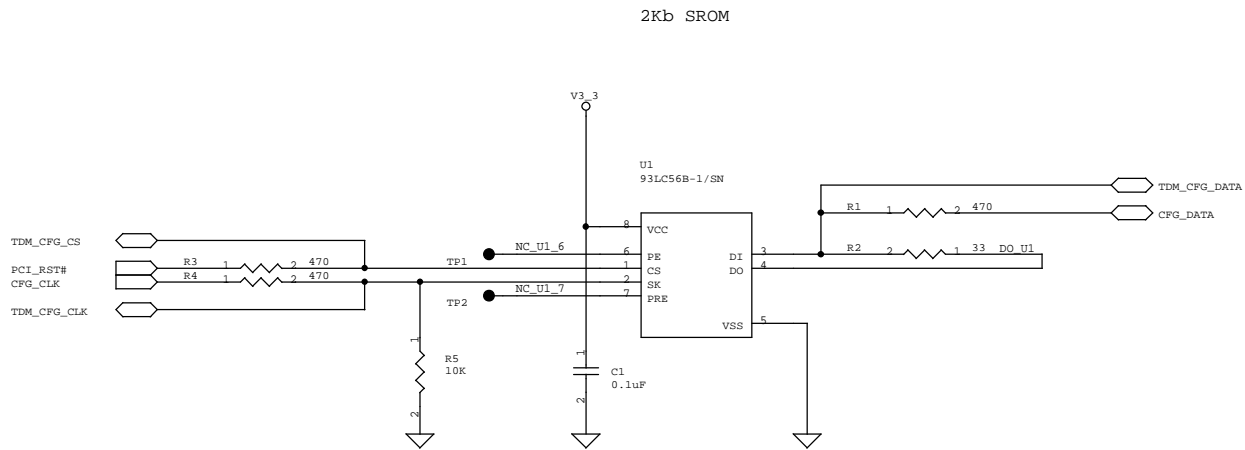 2Kb SROM
V3_3
U1
93LC56B-1/SN
TDM_CFG_DATA
R1 1 2 470
CFG_DATA
8 VCC
TDM_CFG_CS
NC_U1_6 6 PE
DI 3 R2 2 1 33 DO_U1
PCI_RST# R3 1 2 470 TP1 1 CS
DO 4
CFG_CLK R4 1 2 470 2 SK
NC_U1_7 7 PRE
TP2
TDM_CFG_CLK
VSS 5
1
R5
10K
2
1
C1
0.1uF
2